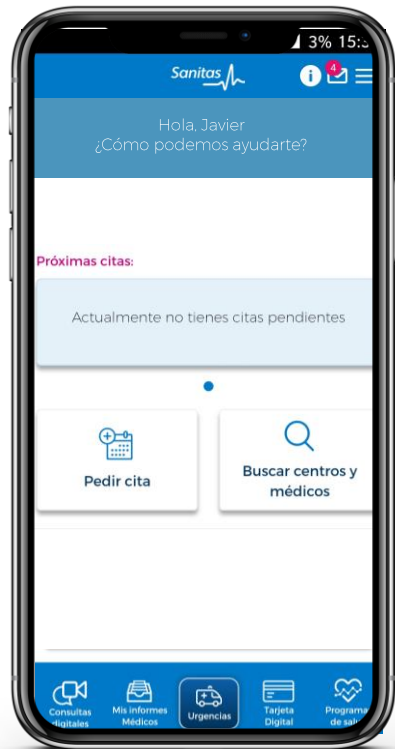 3% 15:
Sanitas
i 4
Hola, Javier
¿Cómo podemos ayudarte?
Próximas citas:
Actualmente no tienes citas pendientes
Pedir cita
Buscar centros y
médicos
Consultas
digitales
Mis informes
Médicos
Urgencias
Tarjeta
Digital
Programa
de salu